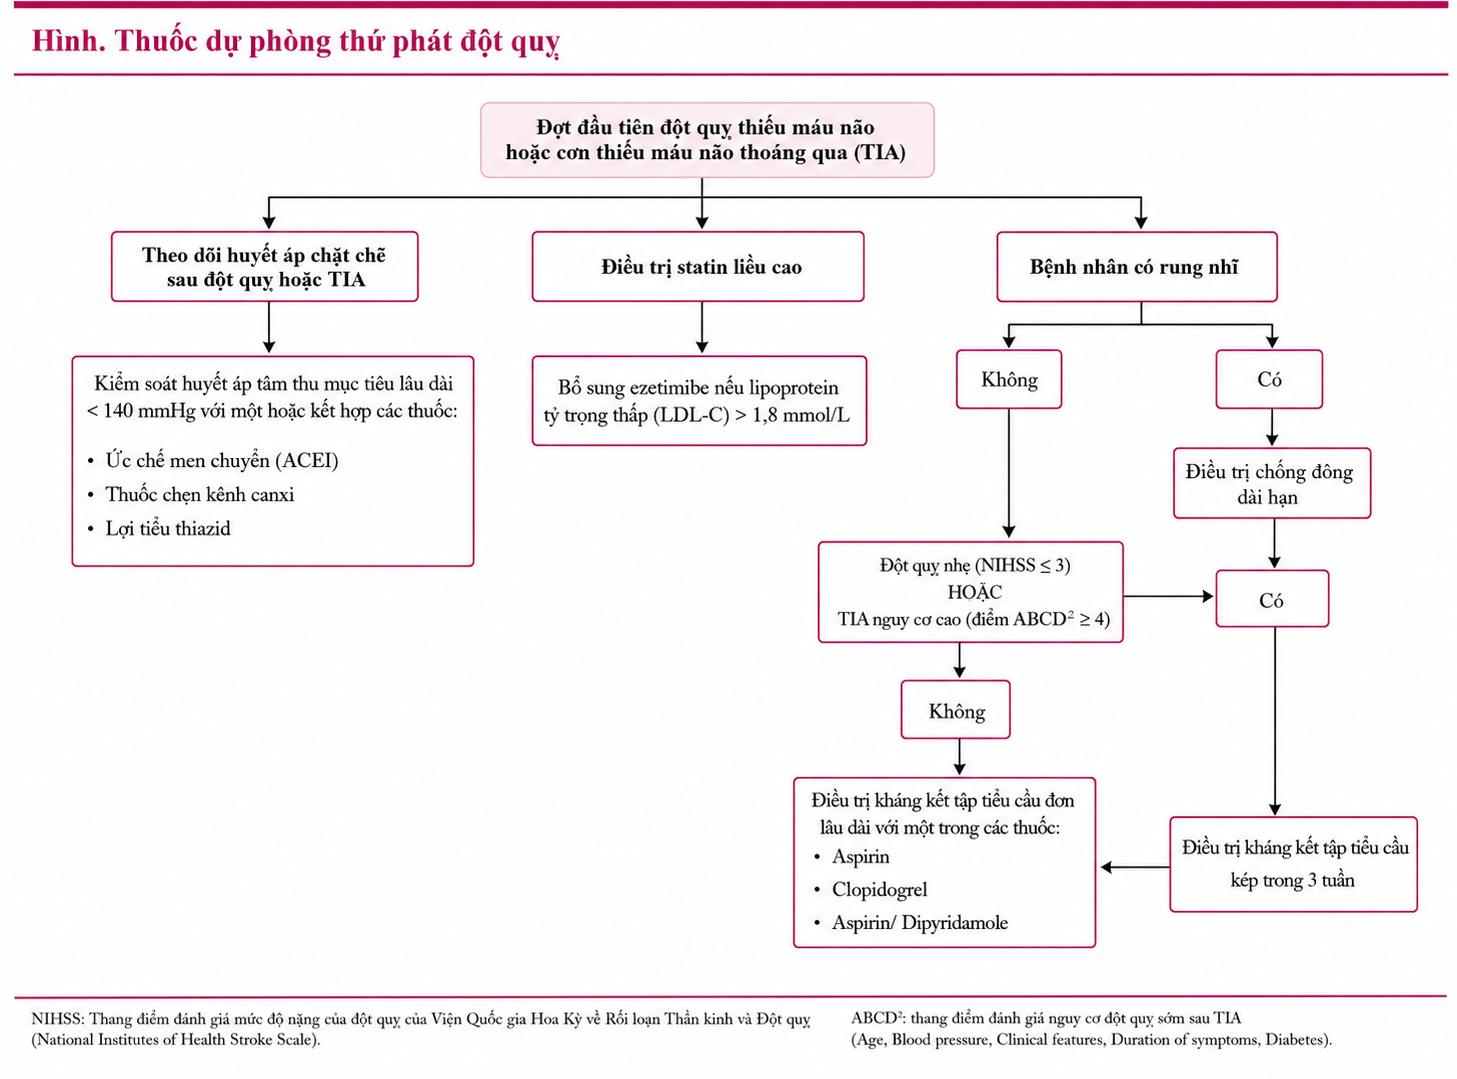 Hình. Thuốc dự phòng thứ phát đột quỵ
Đợt đầu tiên đột quỵ thiếu máu não
hoặc cơn thiếu máu não thoáng qua (TIA)
Theo dõi huyết áp chặt chẽ
sau đột quỵ hoặc TIA
Kiểm soát huyết áp tâm thu mục tiêu lâu dài
< 140 mmHg với một hoặc kết hợp các thuốc:
• Ức chế men chuyển (ACEI)
• Thuốc chẹn kênh canxi
• Lợi tiểu thiazid
Điều trị statin liều cao
Bổ sung ezetimibe nếu lipoprotein
tỷ trọng thấp (LDL-C) > 1,8 mmol/L
Bệnh nhân có rung nhĩ
Không
Có
Điều trị chống đông
dài hạn
Đột quỵ nhẹ (NIHSS ≤ 3)
HOẶC
TIA nguy cơ cao (điểm ABCD² ≥ 4)
Có
Không
Điều trị kháng kết tập tiểu cầu đơn
lâu dài với một trong các thuốc:
• Aspirin
• Clopidogrel
• Aspirin/ Dipyridamole
Điều trị kháng kết tập tiểu cầu
kép trong 3 tuần
NIHSS: Thang điểm đánh giá mức độ nặng của đột quỵ của Viện Quốc gia Hoa Kỳ về Rối loạn Thần kinh và Đột quỵ
(National Institutes of Health Stroke Scale).
ABCD²: thang điểm đánh giá nguy cơ đột quỵ sớm sau TIA
(Age, Blood pressure, Clinical features, Duration of symptoms, Diabetes).